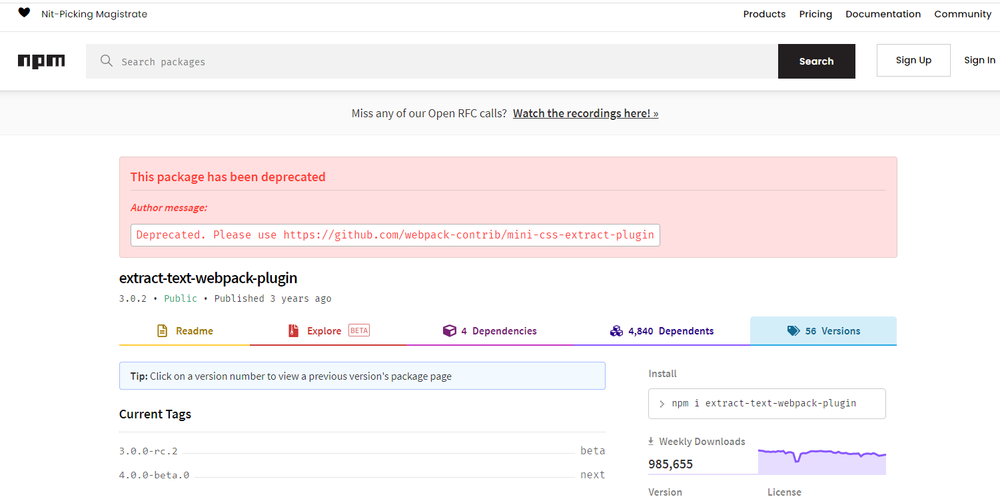 Nit-Picking Magistrate
Products Pricing Documentation Community
npm
Search packages
Search
Sign Up
Sign In
Miss any of our Open RFC calls? Watch the recordings here! »
This package has been deprecated
Author message:
Deprecated. Please use https://github.com/webpack-contrib/mini-css-extract-plugin
extract-text-webpack-plugin
3.0.2 • Public • Published 3 years ago
Readme
Explore BETA
4 Dependencies
4,840 Dependents
56 Versions
Tip: Click on a version number to view a previous version's package page
Current Tags
3.0.0-rc.2 beta
4.0.0-beta.0 next
Install
> npm i extract-text-webpack-plugin
Weekly Downloads
985,655
Version License